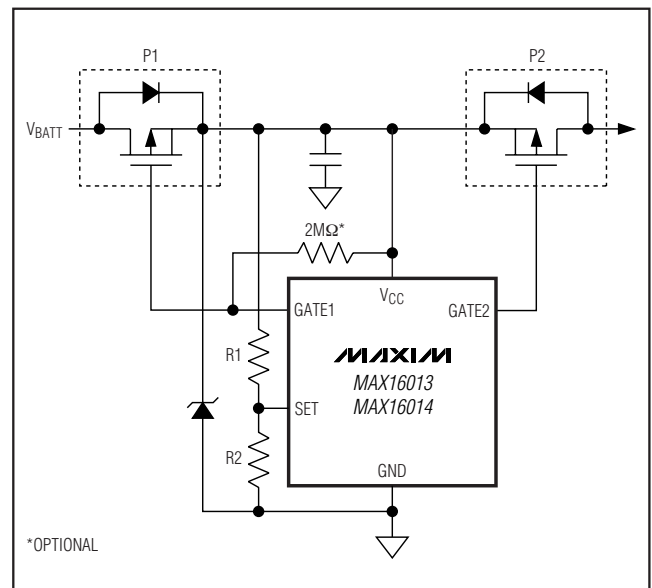 P1
P2
VBATT
2MΩ*
VCC
GATE1
GATE2
R1
MAXIM
MAX16013
MAX16014
SET
R2
GND
*OPTIONAL